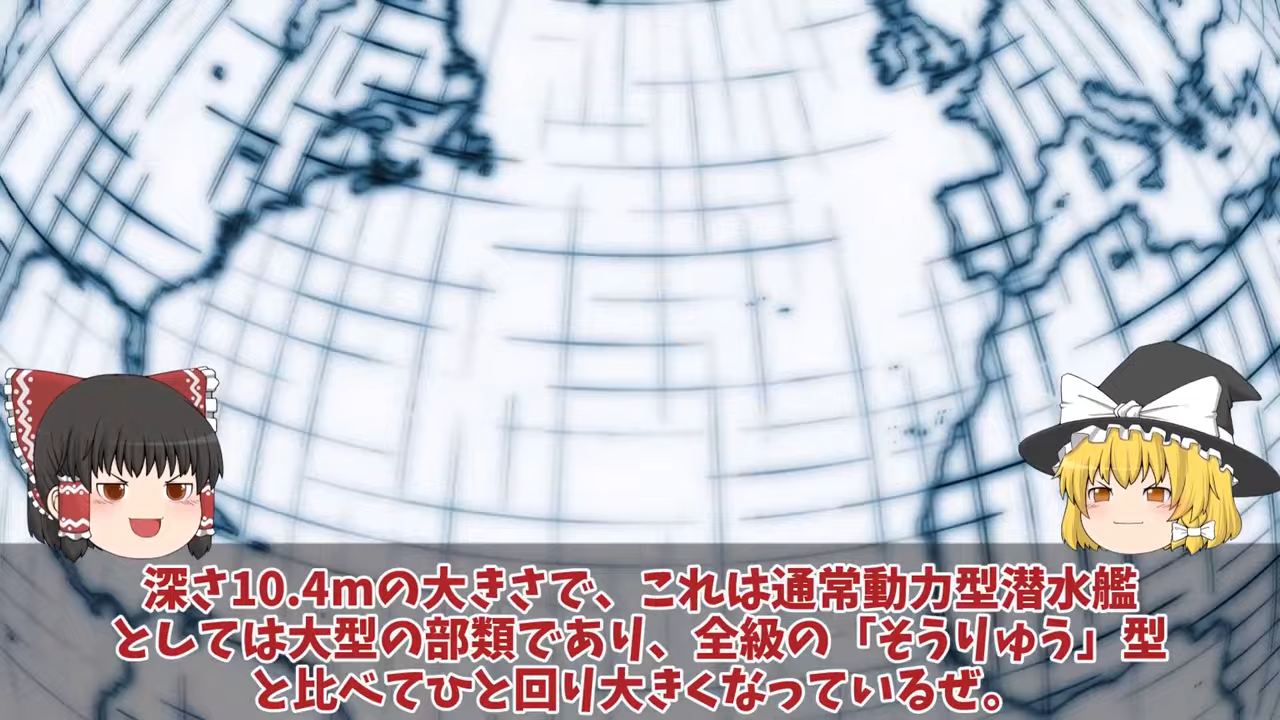 深さ10.4mの大きさで、これは通常動力型潜水艦
としては大型の部類であり、全級の「そうりゅう」型
と比べてひと回り大きくなっているぜ。